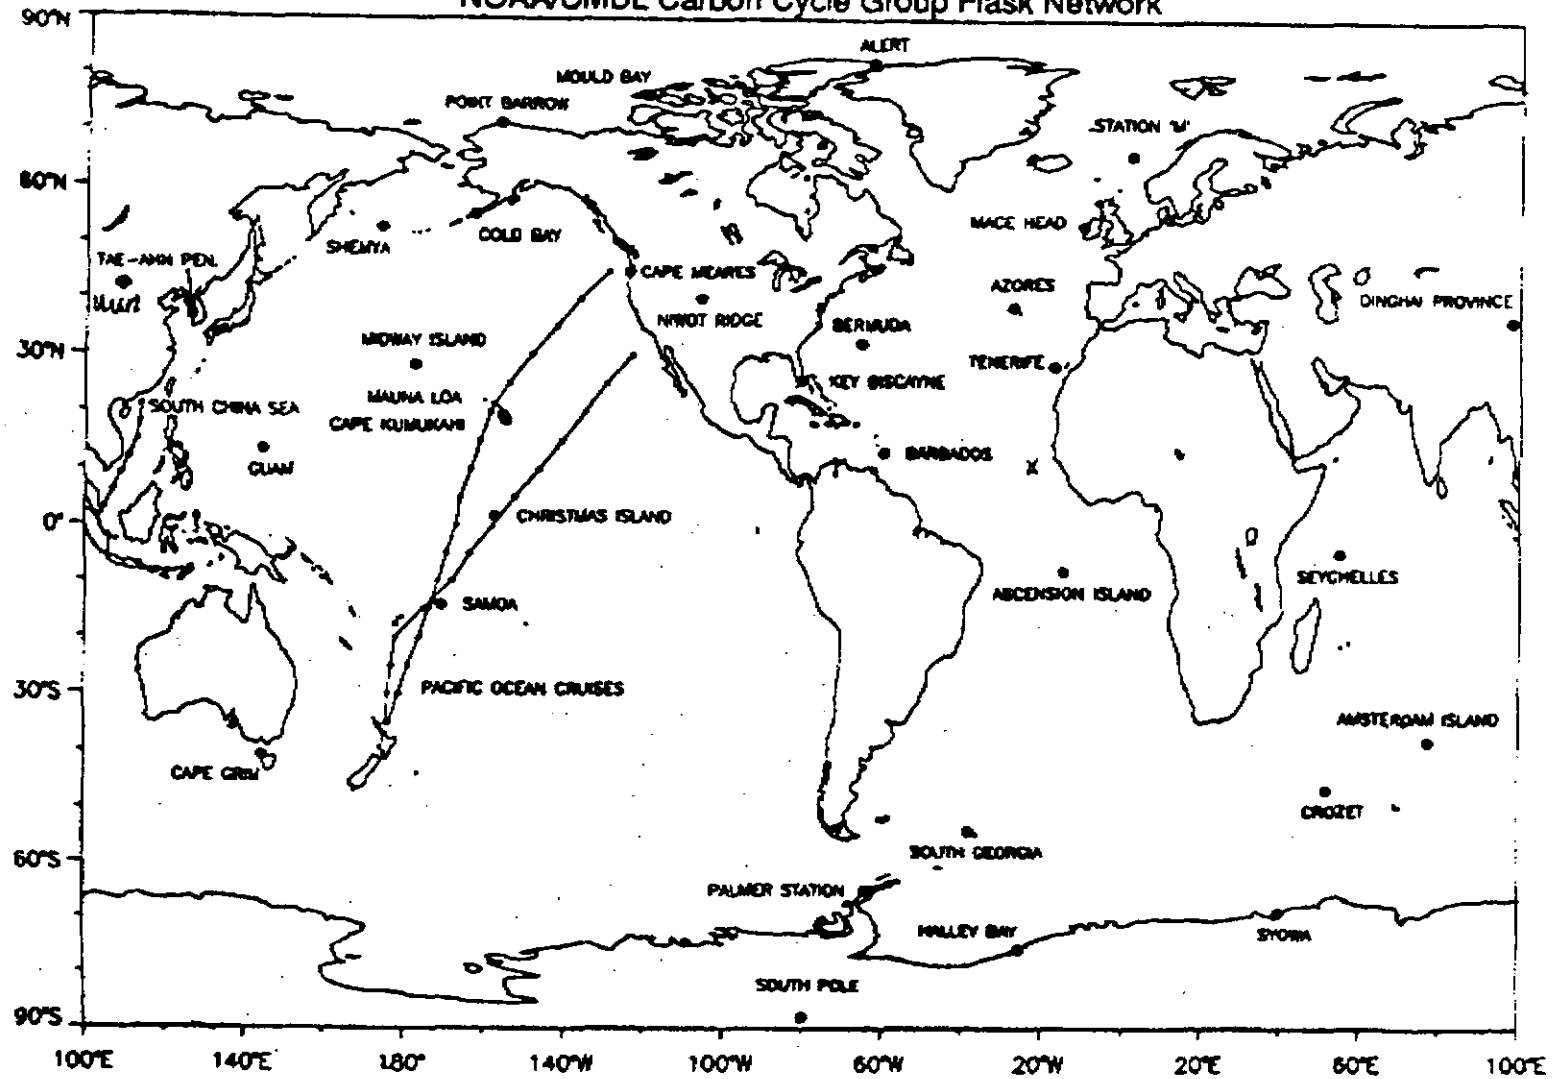 NOAA/CMDL Carbon Cycle Group Flask Network
90°N
ALERT
MOULD BAY
POINT BARROW
STATION "M"
60°N
MACE HEAD
SHEMYA
COLD BAY
TAE-AHN PEN.
CAPE MEARES
AZORES
QINGHAI PROVINCE
NIWOT RIDGE
BERMUDA
MIDWAY ISLAND
30°N
TENERIFE
KEY BISCAYNE
MAUNA LOA
SOUTH CHINA SEA
CAPE KUMUKAHI
BARBADOS
GUAM
X
0°
CHRISTMAS ISLAND
SEYCHELLES
ASCENSION ISLAND
SAMOA
30°S
PACIFIC OCEAN CRUISES
AMSTERDAM ISLAND
CAPE GRIM
CROZET
SOUTH GEORGIA
60°S
PALMER STATION
HALLEY BAY
SYOWA
SOUTH POLE
90°S
100°E 140°E 180° 140°W 100°W 60°W 20°W 20°E 60°E 100°E